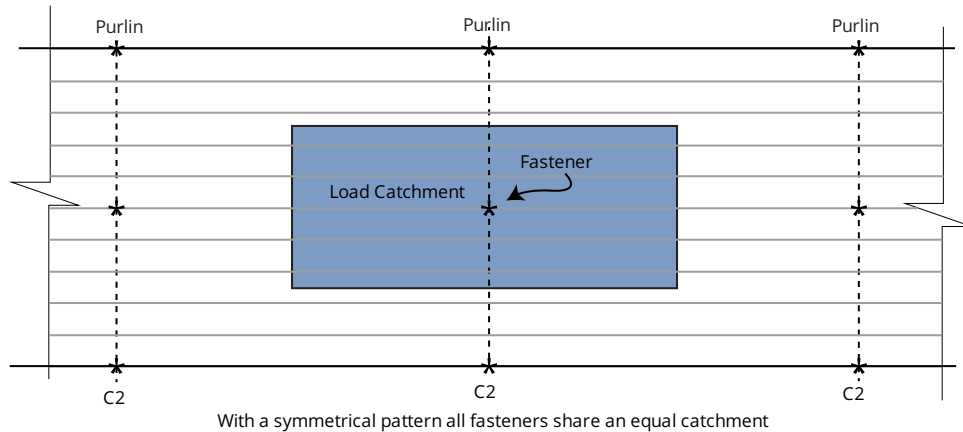 Purlin Purlin Purlin
Fastener
Load Catchment
C2 C2 C2
With a symmetrical pattern all fasteners share an equal catchment